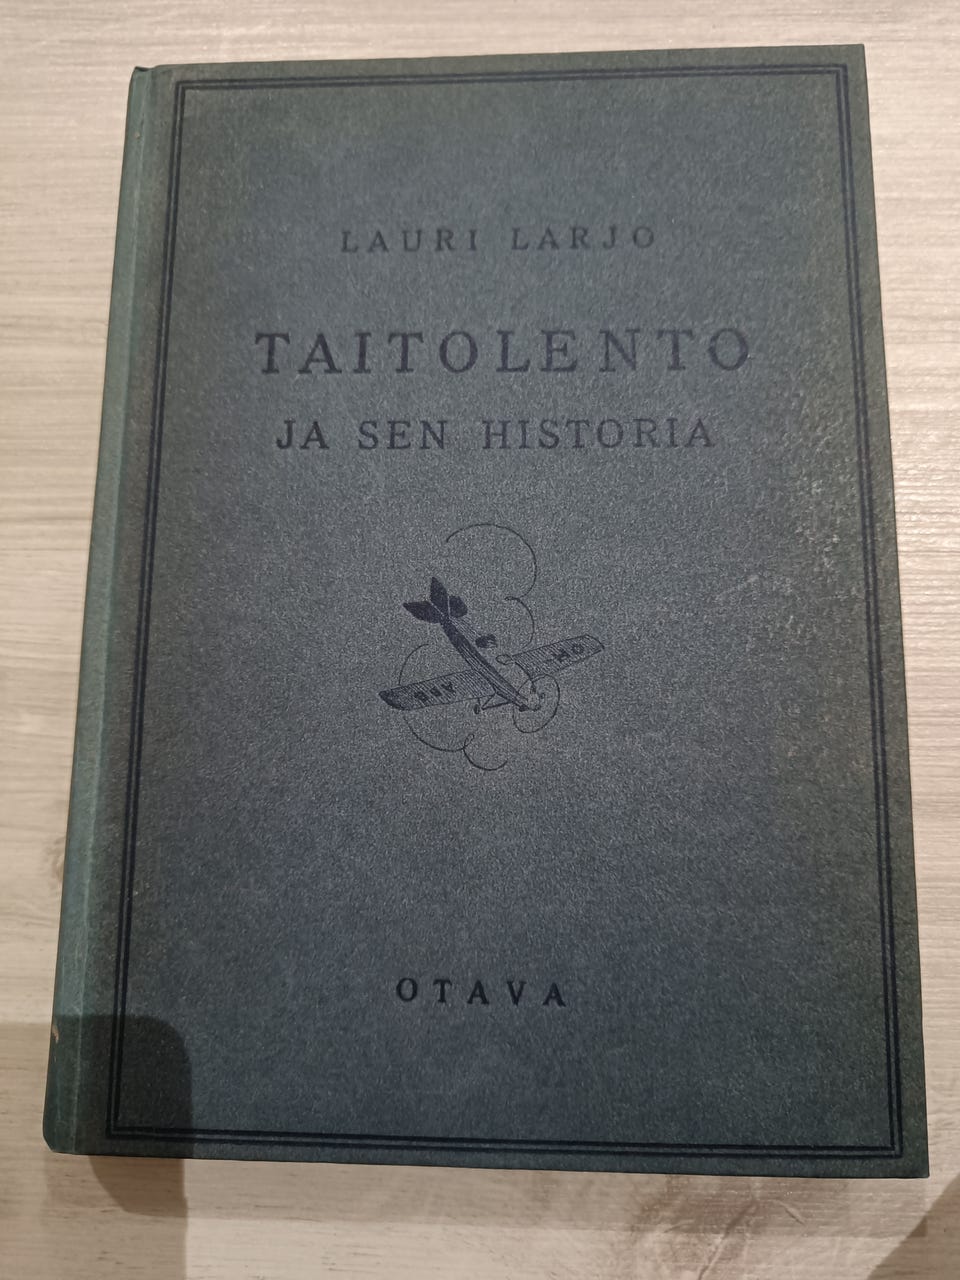 LAURI LARJO
TAITOLENTO
JA SEN HISTORIA
OTAVA